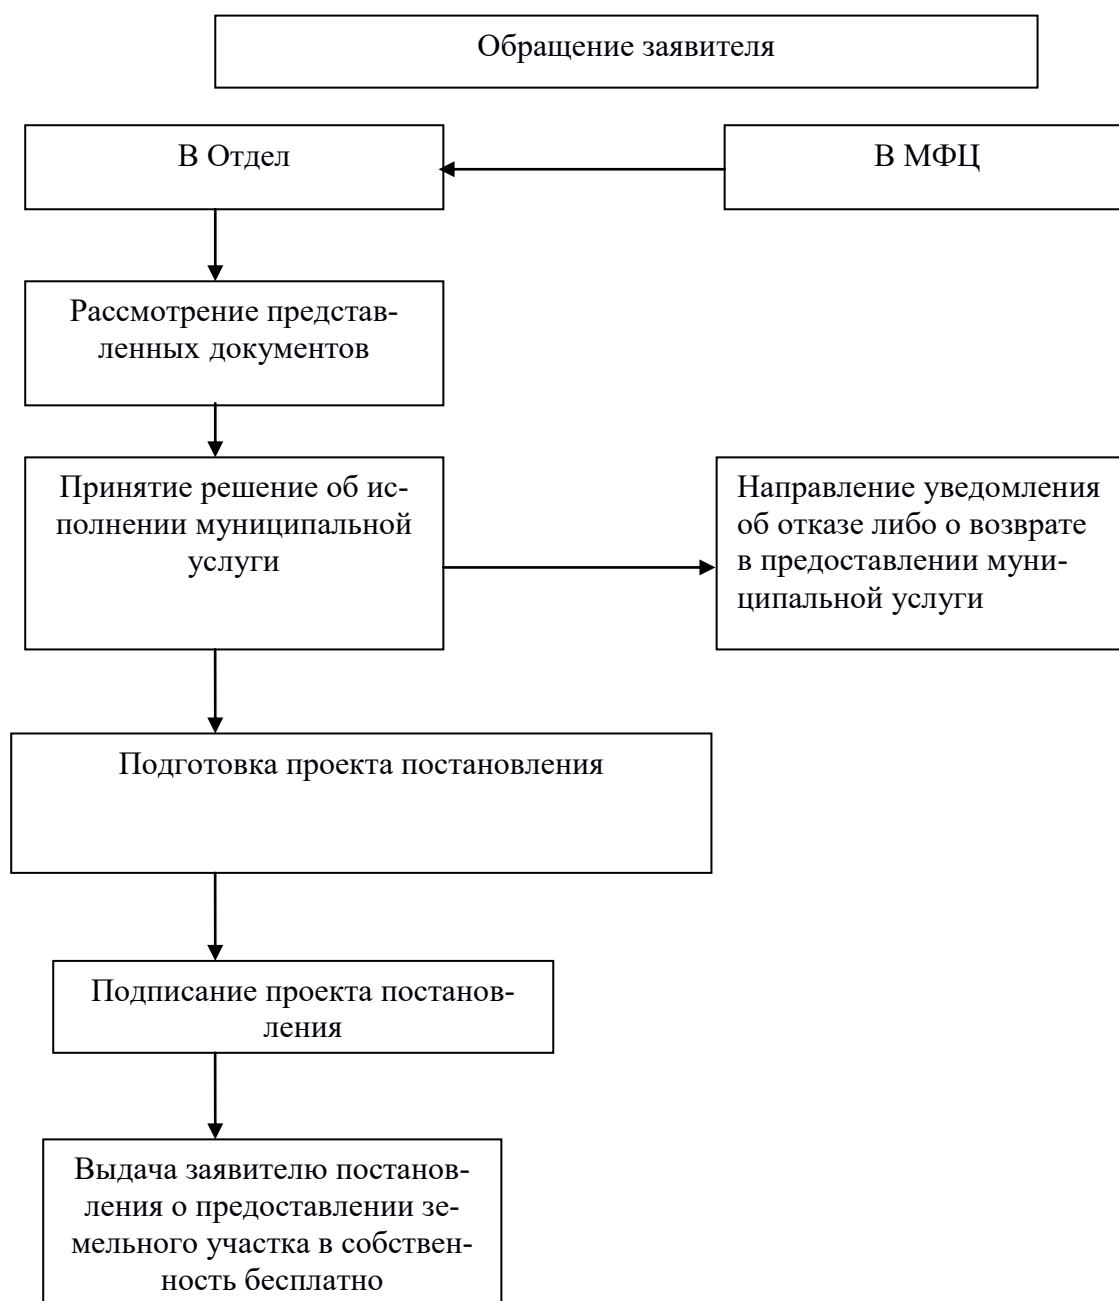 Обращение заявителя
В Отдел
В МФЦ
Рассмотрение представ-
ленных документов
Принятие решение об ис-
полнении муниципальной
услуги
Направление уведомления
об отказе либо о возврате
в предоставлении муни-
ципальной услуги
Подготовка проекта постановления
Подписание проекта постанов-
ления
Выдача заявителю постанов-
ления о предоставлении зе-
мельного участка в собствен-
ность бесплатно